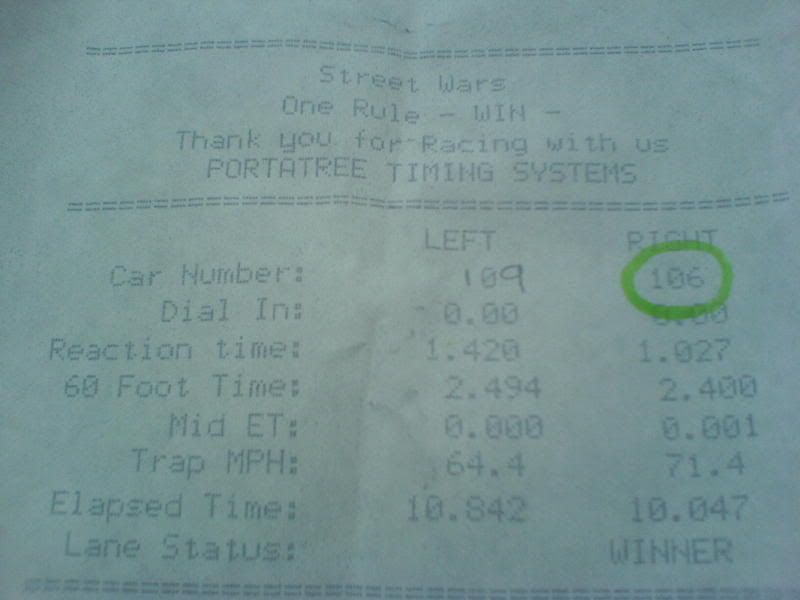 Street Wars
One Rule - WIN -
Thank you for Racing with us
PORTATREE TIMING SYSTEMS
LEFT RIGHT
Car Number: 109 106
Dial In: 0.00 0.00
Reaction time: 1.420 1.027
60 Foot Time: 2.494 2.400
Mid ET: 0.000 0.001
Trap MPH: 64.4 71.4
Elapsed Time: 10.842 10.047
Lane Status: WINNER